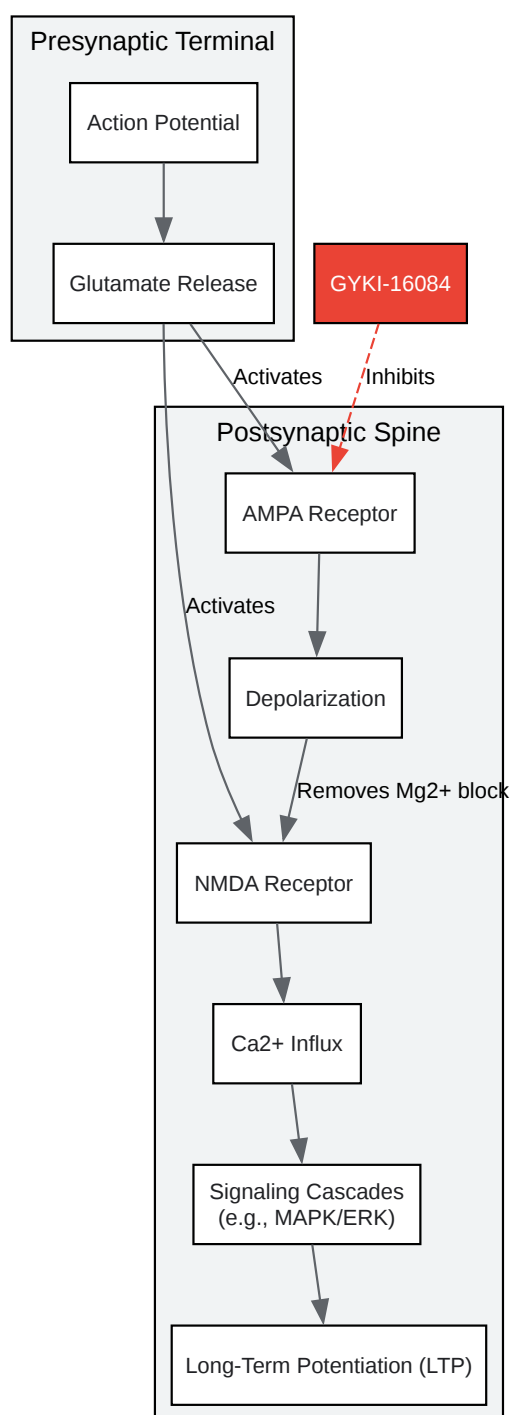 Presynaptic Terminal
Action Potential
Glutamate Release
GYKI-16084
Activates
Inhibits
Postsynaptic Spine
AMPA Receptor
Activates
Depolarization
Removes Mg2+ block
NMDA Receptor
Ca2+ Influx
Signaling Cascades
(e.g., MAPK/ERK)
Long-Term Potentiation (LTP)